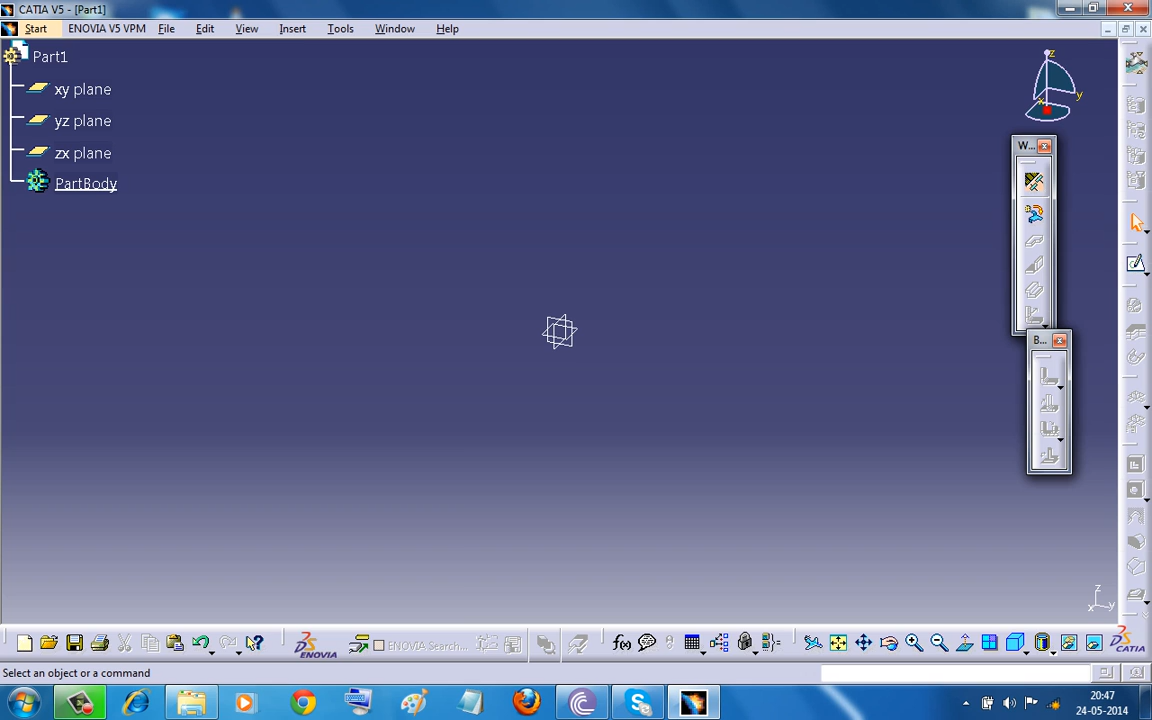 CATIA V5 - [Part1]
Start ENOVIA V5 VPM File Edit View Insert Tools Window Help
Part1
xy plane
yz plane
zx plane
PartBody
z
y
x
W...
B...
z
x y
ENOVIA
ENOVIA Search...
f(x)
CATIA
Select an object or a command
20:47
24-05-2014